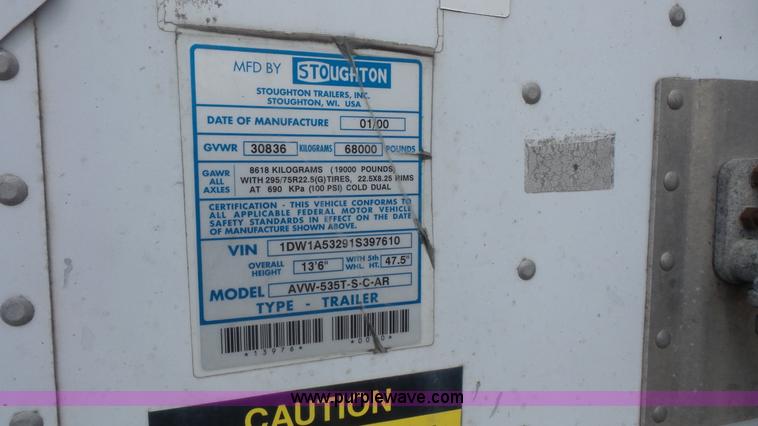 MFD BY STOUGHTON
STOUGHTON TRAILERS, INC.
STOUGHTON, WI. USA
DATE OF MANUFACTURE 01/00
GVWR 30836 KILOGRAMS 68000 POUNDS
GAWR ALL AXLES
8618 KILOGRAMS (19000 POUNDS)
WITH 295/75R22.5(G)TIRES, 22.5X8.25 RIMS
AT 690 KPa (100 PSI) COLD DUAL
CERTIFICATION - THIS VEHICLE CONFORMS TO
ALL APPLICABLE FEDERAL MOTOR VEHICLE
SAFETY STANDARDS IN EFFECT ON THE DATE
OF MANUFACTURE SHOWN ABOVE.
VIN 1DW1A53291S397610
OVERALL HEIGHT 13'6" WITH 5th WHL. HT. 47.5"
MODEL AVW-535T-S-C-AR
TYPE - TRAILER
*13976*
CAUTION
www.purplewave.com